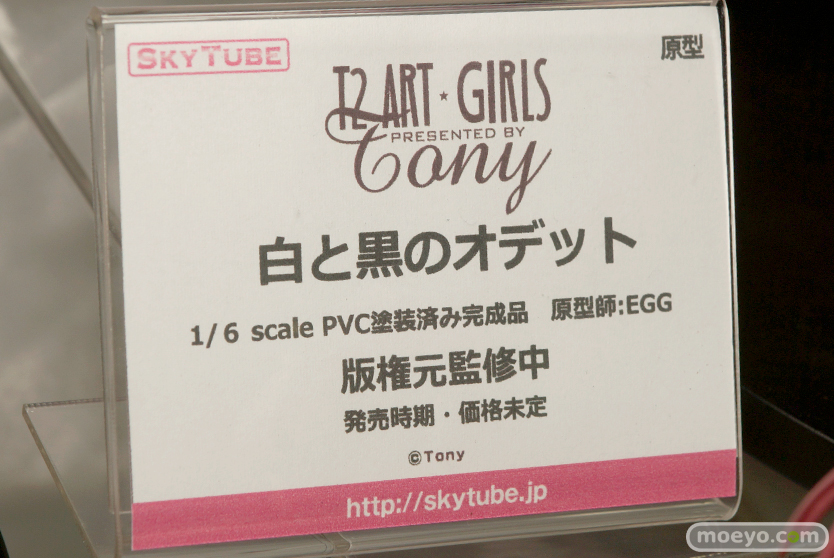 SKYTUBE
原型
T2 ART★GIRLS
PRESENTED BY
Tony
白と黒のオデット
1/6 scale PVC塗装済み完成品 原型師:EGG
版権元監修中
発売時期・価格未定
©Tony
http://skytube.jp
moeyo.com